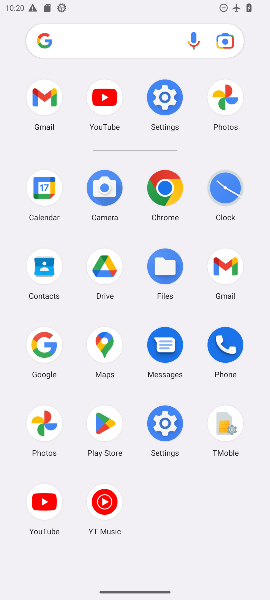 10:20
Gmail YouTube Settings Photos
17
Calendar Camera Chrome Clock
Contacts Drive Files Gmail
Google Maps Messages Phone
Photos Play Store Settings TMoble
YouTube YT Music